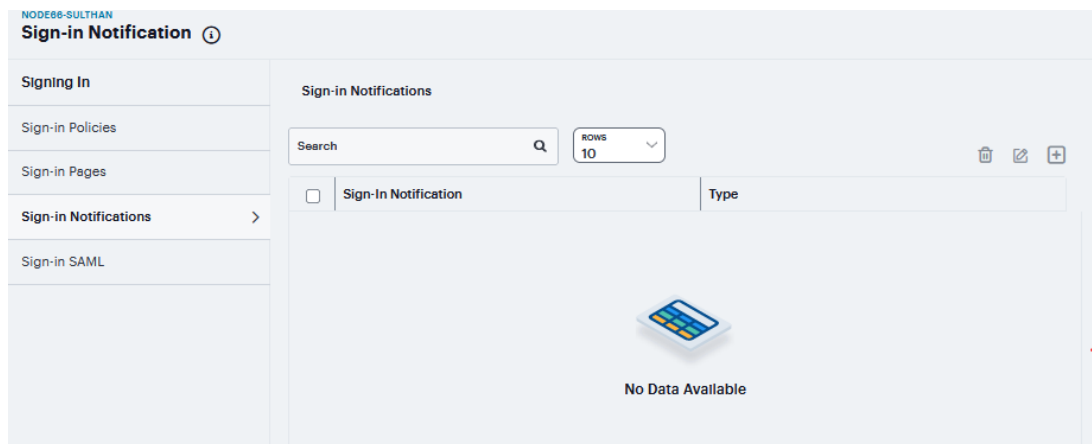 NODE66-SULTHAN
Sign-in Notification
Signing In
Sign-in Policies
Sign-in Pages
Sign-in Notifications
Sign-in SAML
Sign-in Notifications
Search
ROWS
10
Sign-In Notification
Type
No Data Available